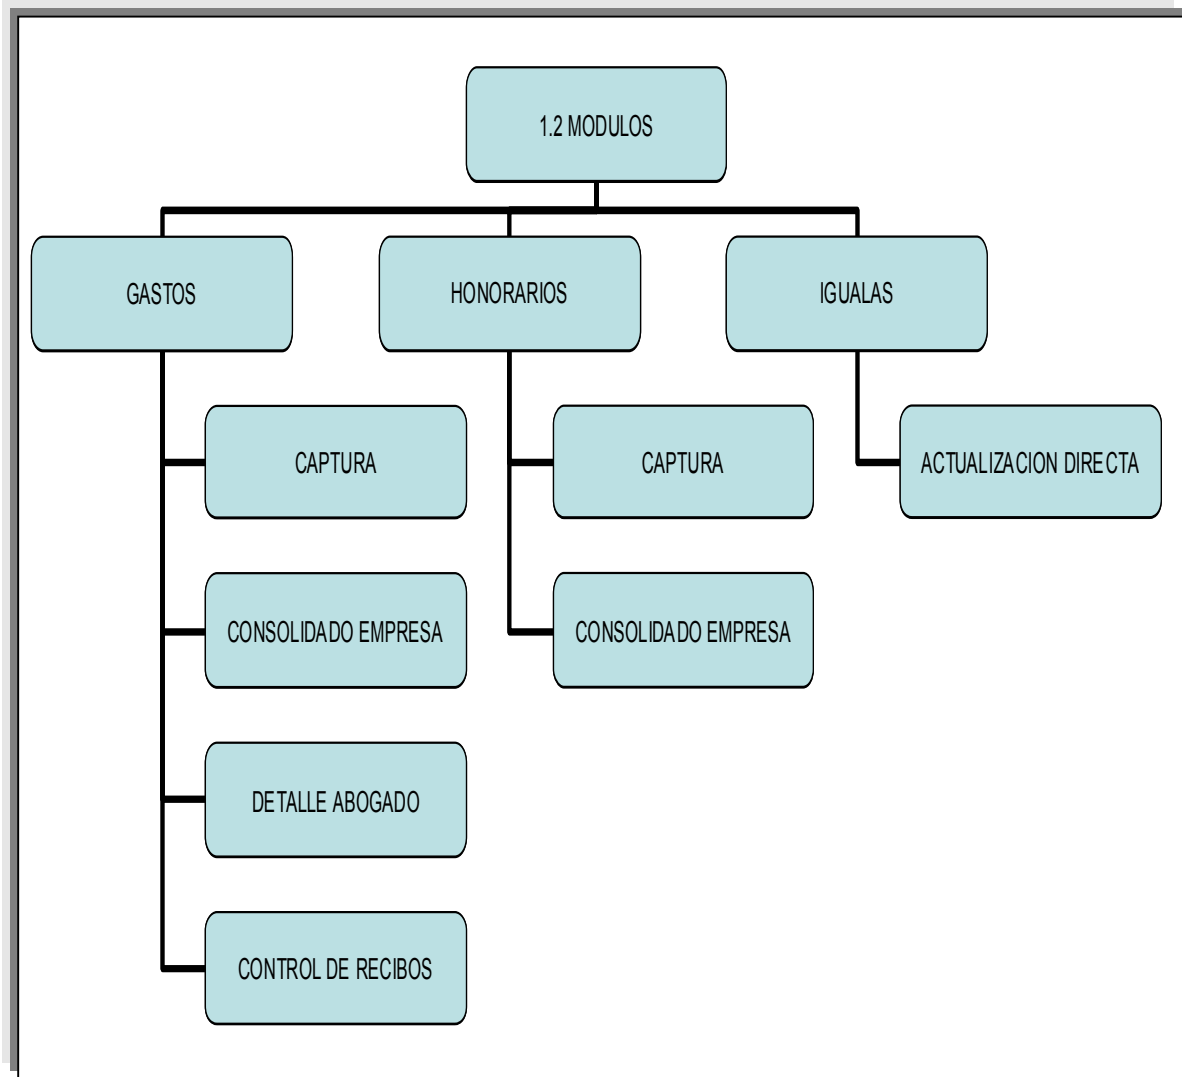 1.2 MODULOS
GASTOS
HONORARIOS
IGUALAS
CAPTURA
CAPTURA
ACTUALIZACION DIRECTA
CONSOLIDADO EMPRESA
CONSOLIDADO EMPRESA
DETALLE ABOGADO
CONTROL DE RECIBOS